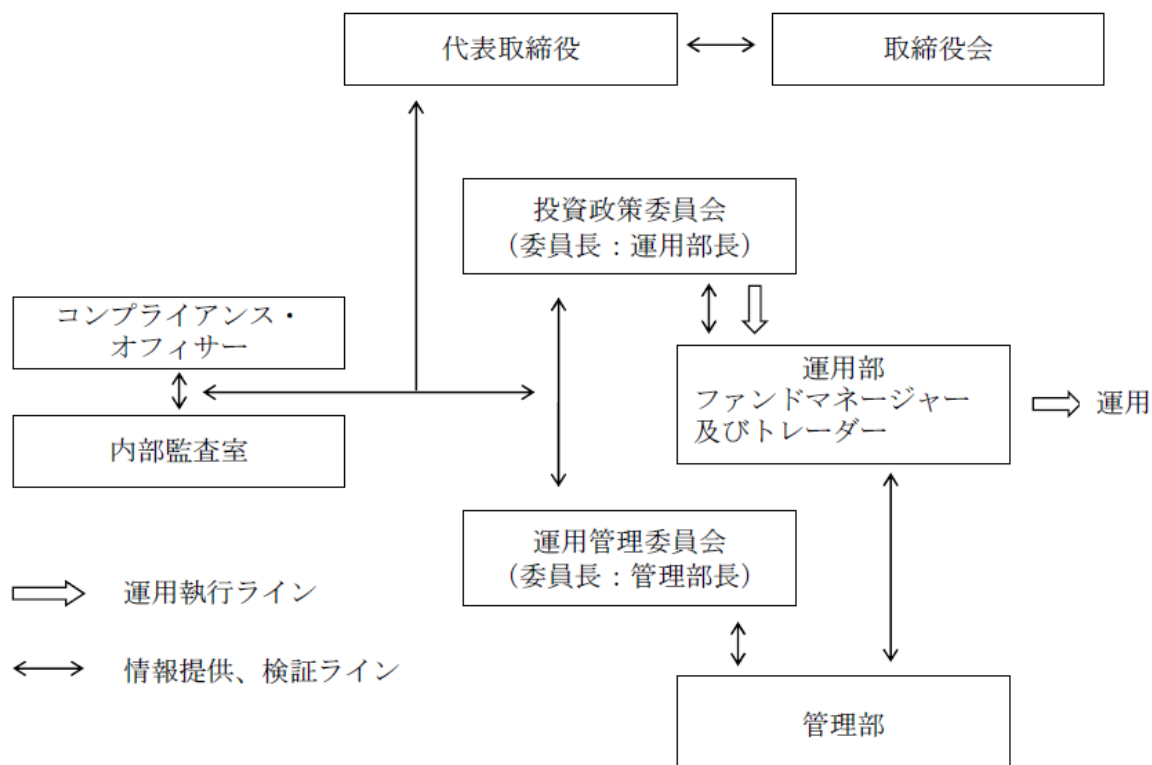 代表取締役
取締役会
投資政策委員会
（委員長：運用部長）
コンプライアンス・
オフィサー
運用部
ファンドマネージャー
及びトレーダー
運用
内部監査室
運用管理委員会
（委員長：管理部長）
運用執行ライン
情報提供、検証ライン
管理部